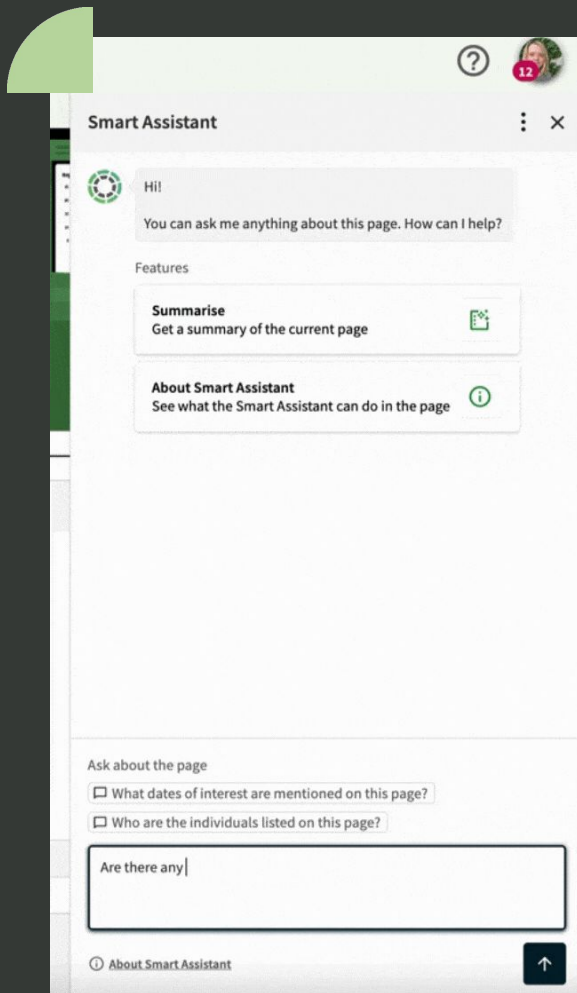 12
Smart Assistant
Hi!
You can ask me anything about this page. How can I help?
Features
Summarise
Get a summary of the current page
About Smart Assistant
See what the Smart Assistant can do in the page
Ask about the page
What dates of interest are mentioned on this page?
Who are the individuals listed on this page?
Are there any
About Smart Assistant